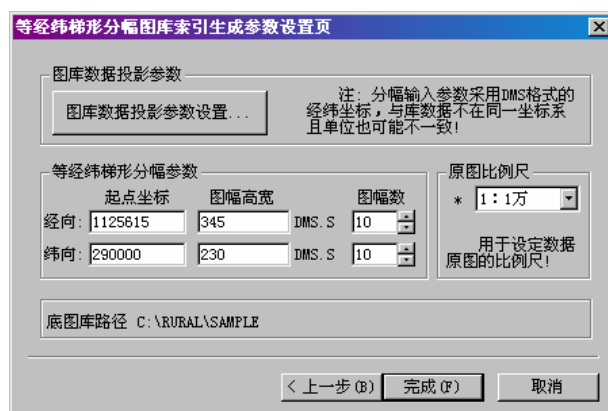 等经纬梯形分幅图库索引生成参数设置页
图库数据投影参数
图库数据投影参数设置...
注: 分幅输入参数采用DMS格式的
经纬坐标,与库数据不在同一坐标系
且单位也可能不一致!
等经纬梯形分幅参数
起点坐标 图幅高宽 图幅数
经向: 1125615 345 DMS.S 10
纬向: 290000 230 DMS.S 10
原图比例尺
* 1:1万
用于设定数据
原图的比例尺!
底图库路径 C:\RURAL\SAMPLE
< 上一步(B) 完成(F) 取消